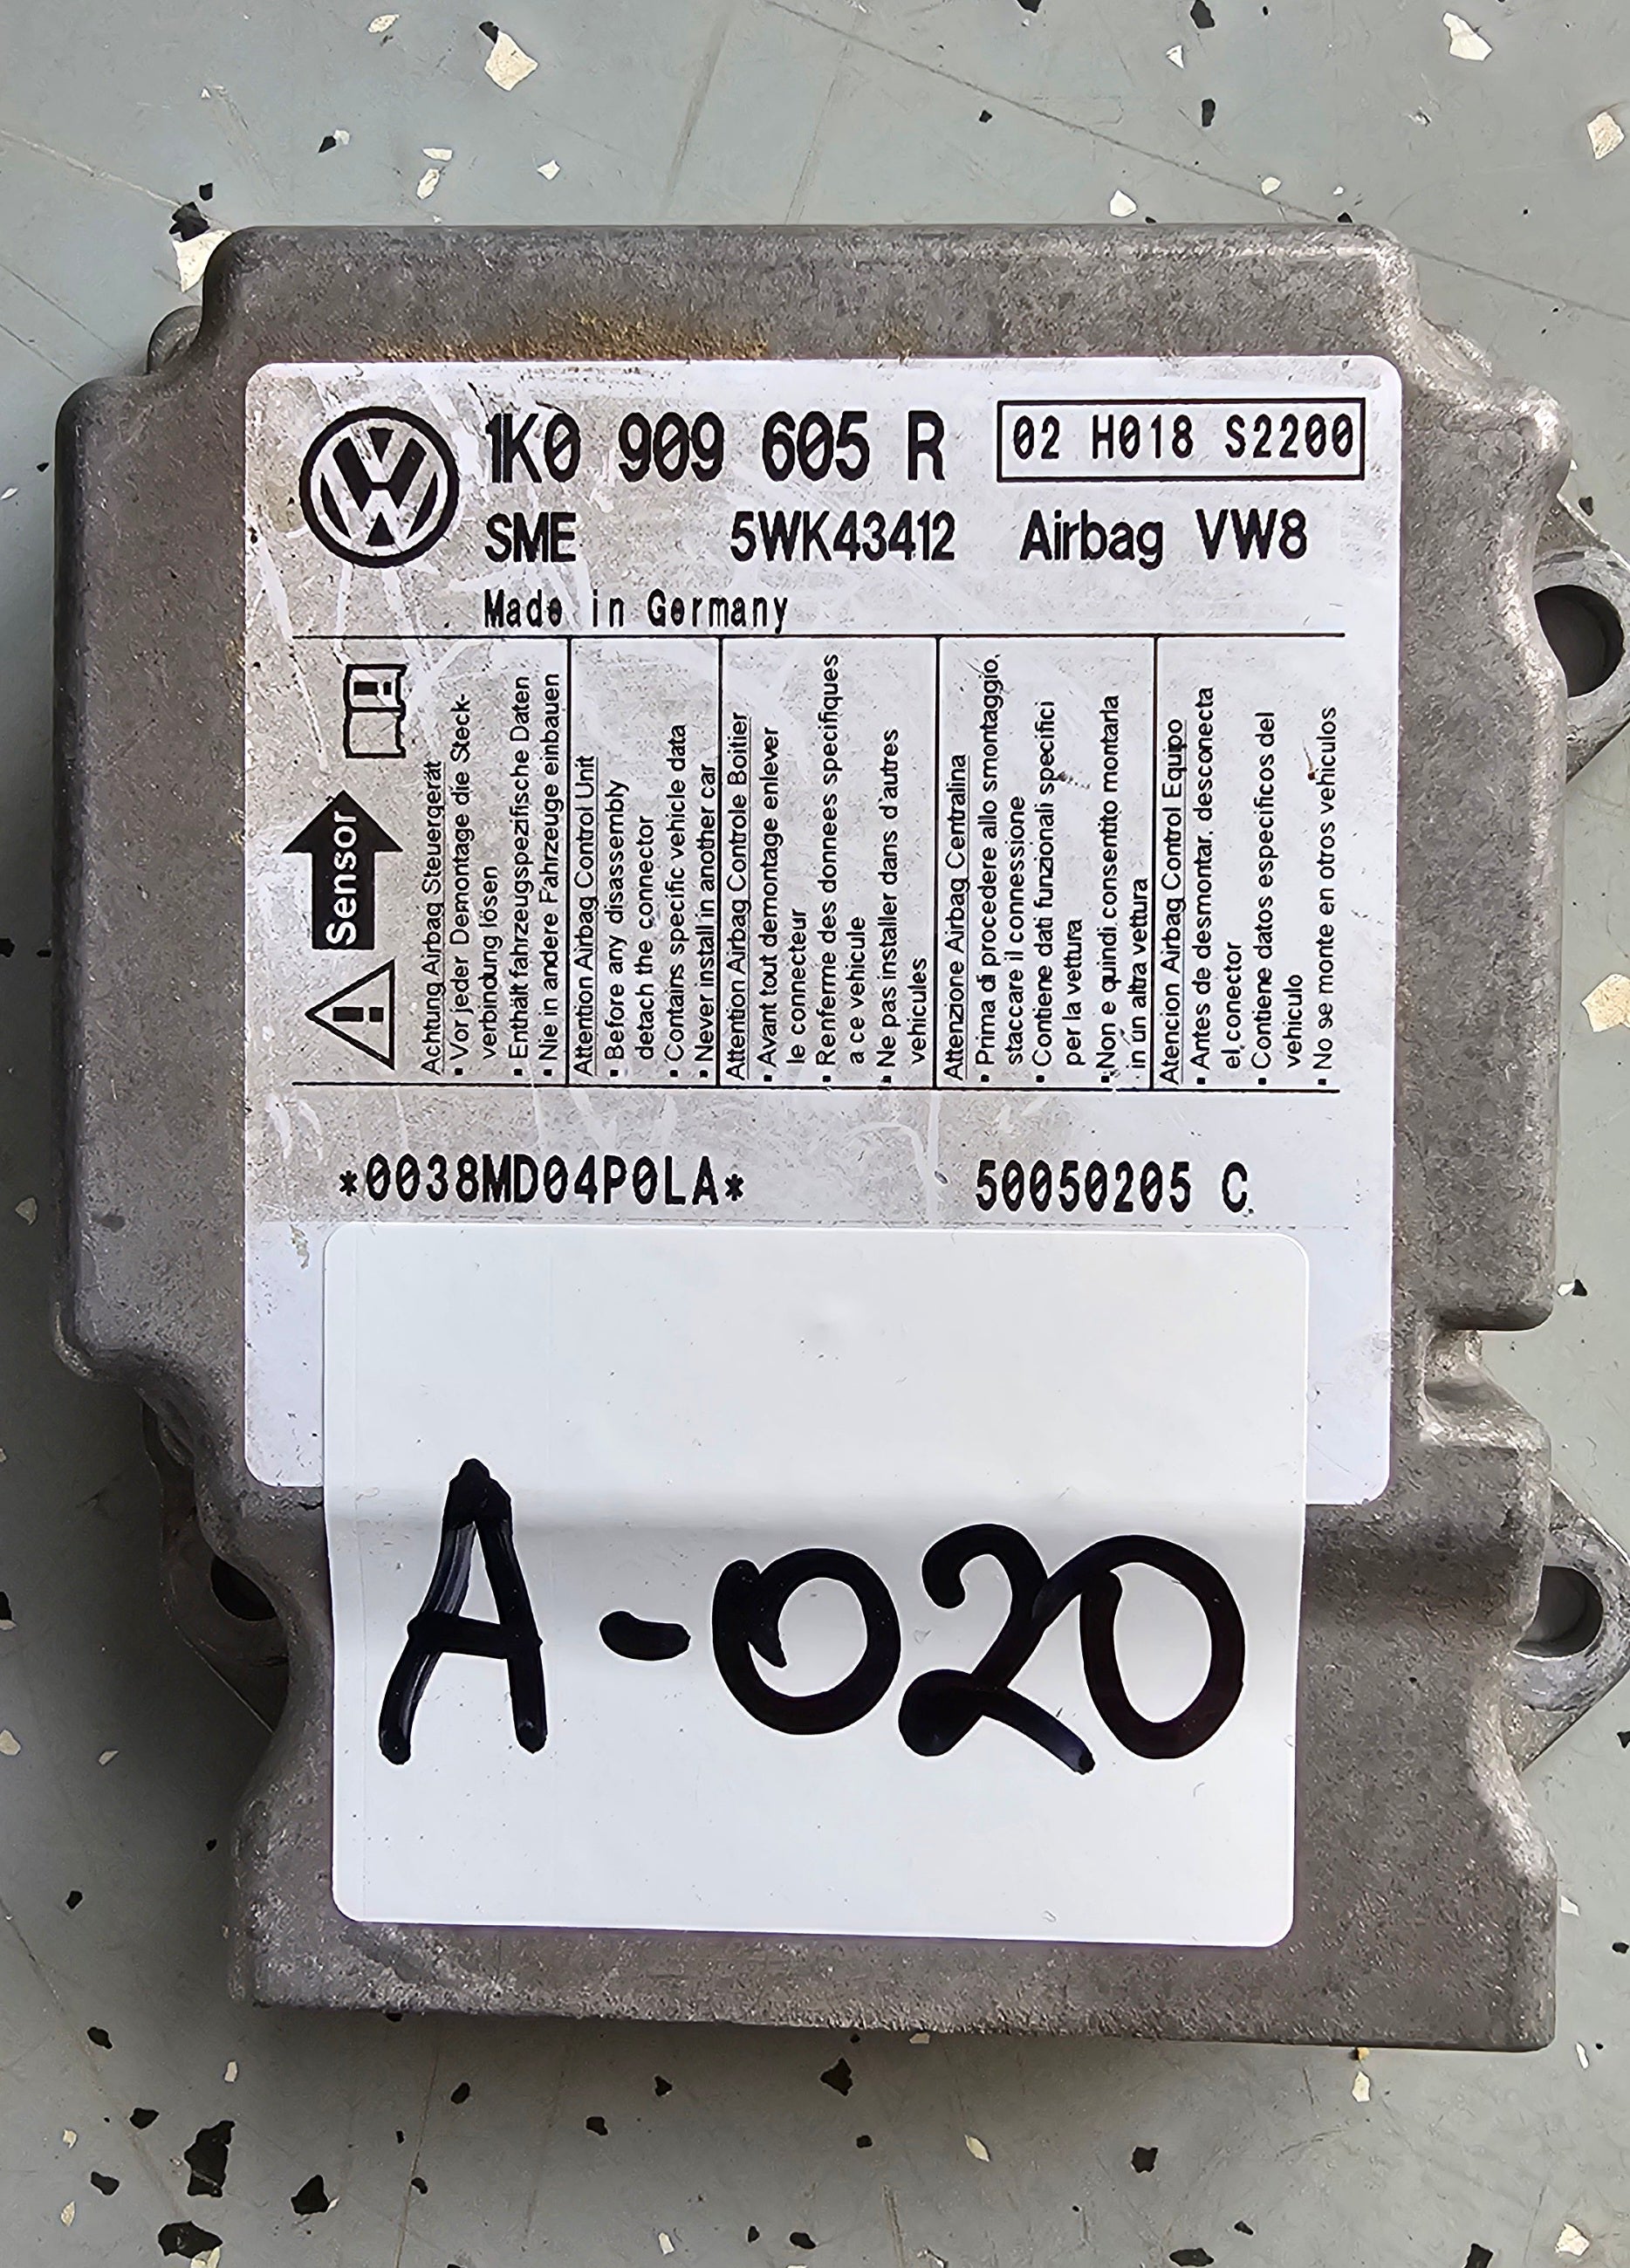 1K0 909 605 R
02 H018 S2200
SME 5WK43412 Airbag VW8
Made in Germany
Sensor
Achtung Airbag Steuergerät
• Vor jeder Demontage die Steck-
verbindung lösen
• Enthält fahrzeugspezifische Daten
• Nie in andere Fahrzeuge einbauen
Attention Airbag Control Unit
• Before any disassembly
detach the connector
• Contains specific vehicle data
• Never install in another car
Attention Airbag Controle Boitier
• Avant tout demontage enlever
le connecteur
• Renferme des donnees specifiques
a ce vehicule
• Ne pas installer dans d'autres
vehicules
Attenzione Airbag Centralina
• Prima di procedere allo smontaggio,
staccare il connessione
• Contiene dati funzionali specifici
per la vettura
• Non e quindi consentito montarla
in un altra vettura
Atencion Airbag Control Equipo
• Antes de desmontar. desconecta
el conector
• Contiene datos especificos del
vehiculo
• No se monte en otros vehiculos
*0038MD04P0LA* 50050205 C
A-020